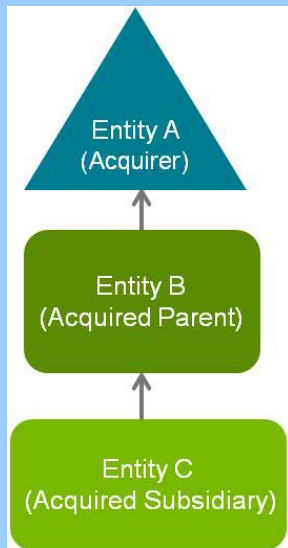 Entity A
(Acquirer)
Entity B
(Acquired Parent)
Entity C
(Acquired Subsidiary)